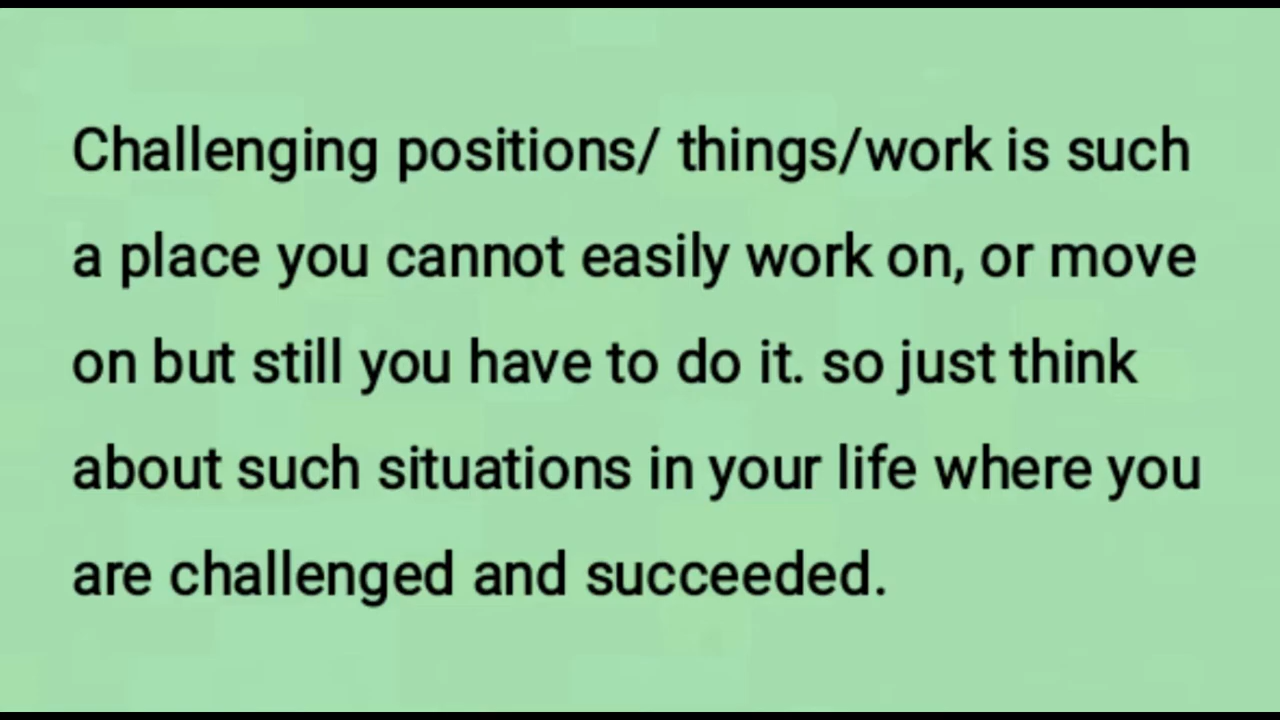 Challenging positions/ things/work is such
a place you cannot easily work on, or move
on but still you have to do it. so just think
about such situations in your life where you
are challenged and succeeded.